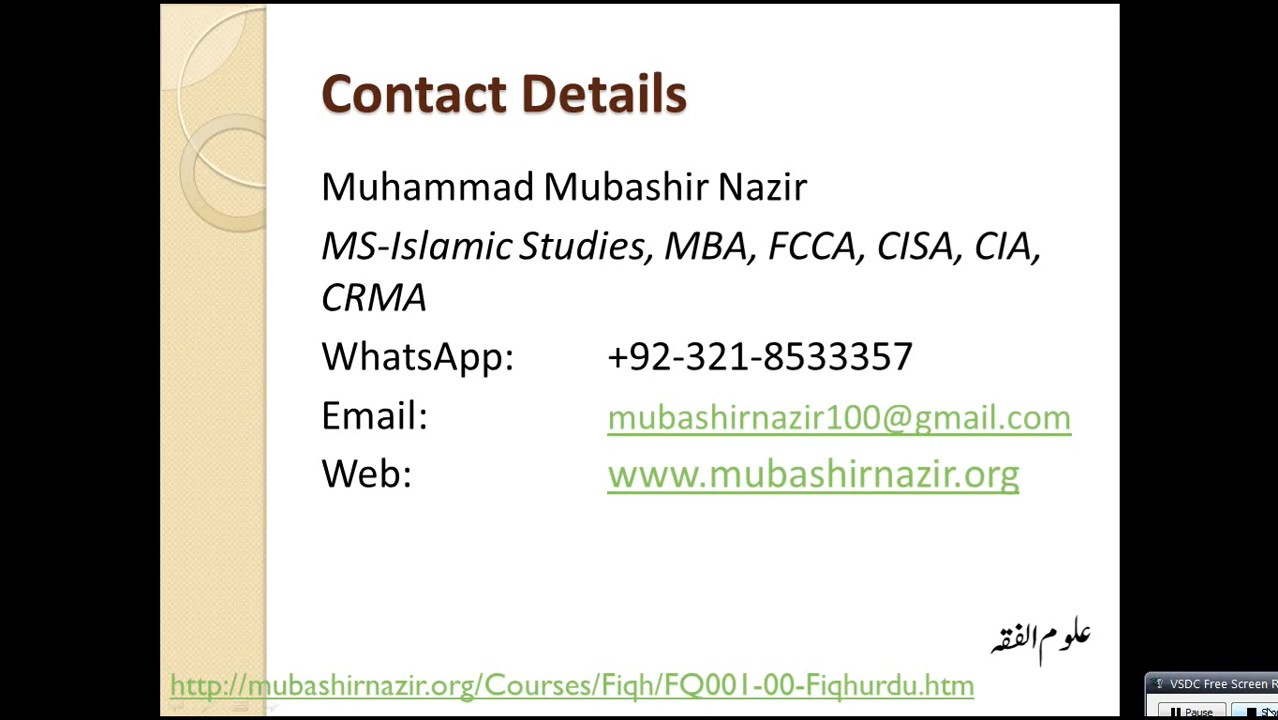 Contact Details
Muhammad Mubashir Nazir
MS-Islamic Studies, MBA, FCCA, CISA, CIA,
CRMA
WhatsApp: +92-321-8533357
Email: mubashirnazir100@gmail.com
Web: www.mubashirnazir.org
علوم الفقہ
http://mubashirnazir.org/Courses/Fiqh/FQ001-00-Fiqhurdu.htm
VSDC Free Screen R
Pause